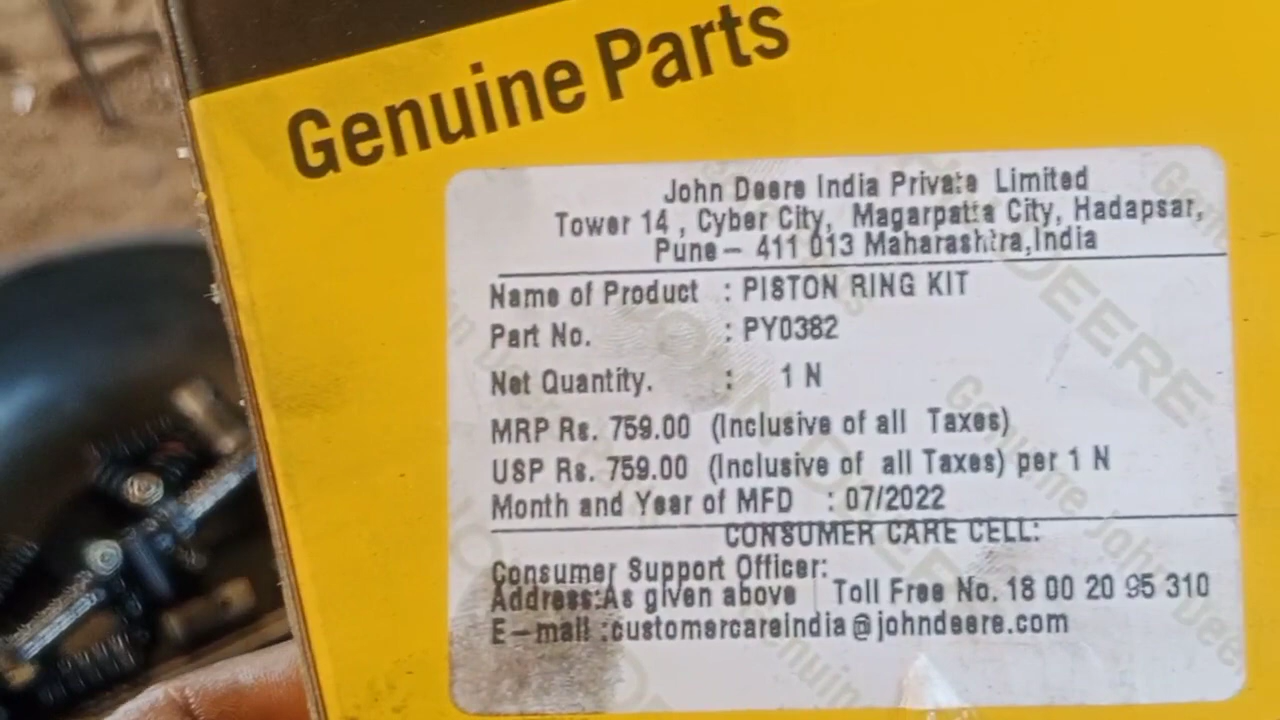 Genuine Parts
John Deere India Private Limited
Tower 14 , Cyber City, Magarpatta City, Hadapsar,
Pune – 411 013 Maharashtra,India
Name of Product : PISTON RING KIT
Part No. : PY0382
Net Quantity. : 1 N
MRP Rs. 759.00 (Inclusive of all Taxes)
USP Rs. 759.00 (Inclusive of all Taxes) per 1 N
Month and Year of MFD : 07/2022
CONSUMER CARE CELL:
Consumer Support Officer:
Address:As given above Toll Free No. 18 00 20 95 310
E–mail :customercareindia@johndeere.com